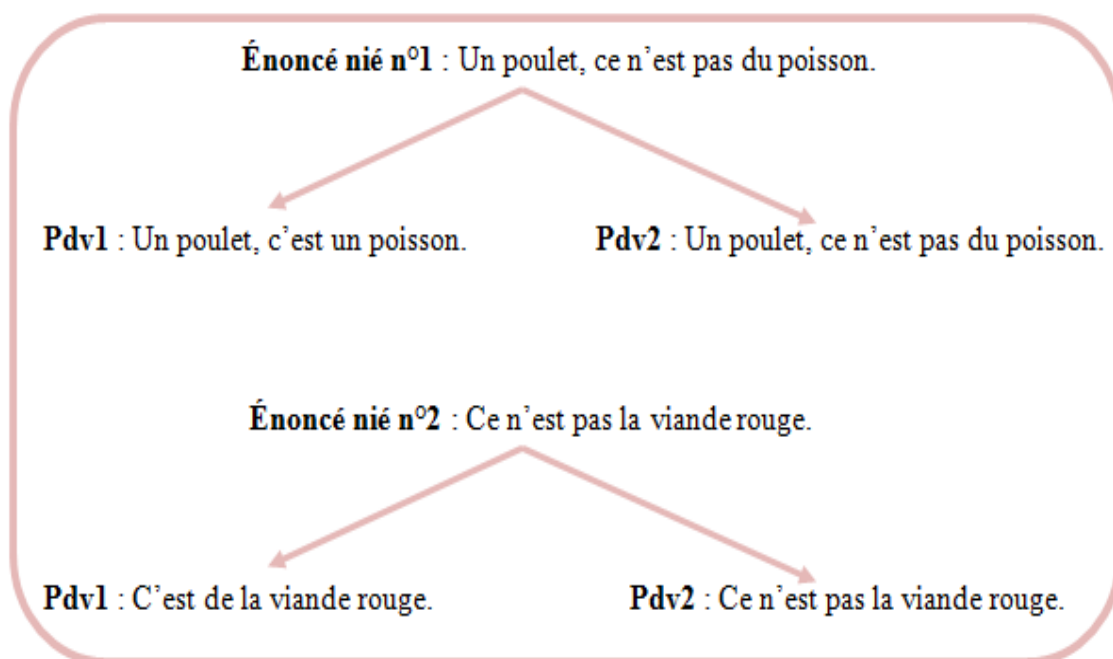 Énoncé nié n°1 : Un poulet, ce n’est pas du poisson.
Pdv1 : Un poulet, c’est un poisson.
Pdv2 : Un poulet, ce n’est pas du poisson.
Énoncé nié n°2 : Ce n’est pas la viande rouge.
Pdv1 : C’est de la viande rouge.
Pdv2 : Ce n’est pas la viande rouge.